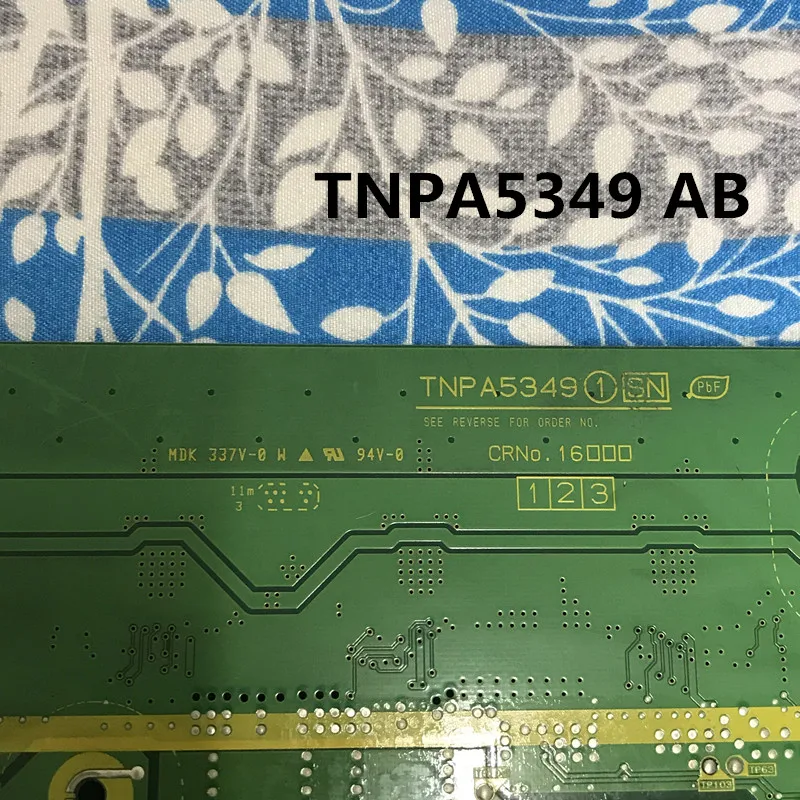 TNPA5349 AB
TNPA5349 1 SN PbF
SEE REVERSE FOR ORDER NO.
MDK 337V-0 W 94V-0
CRNo. 16□□□
11m
3
1 2 3
TP103
TP63